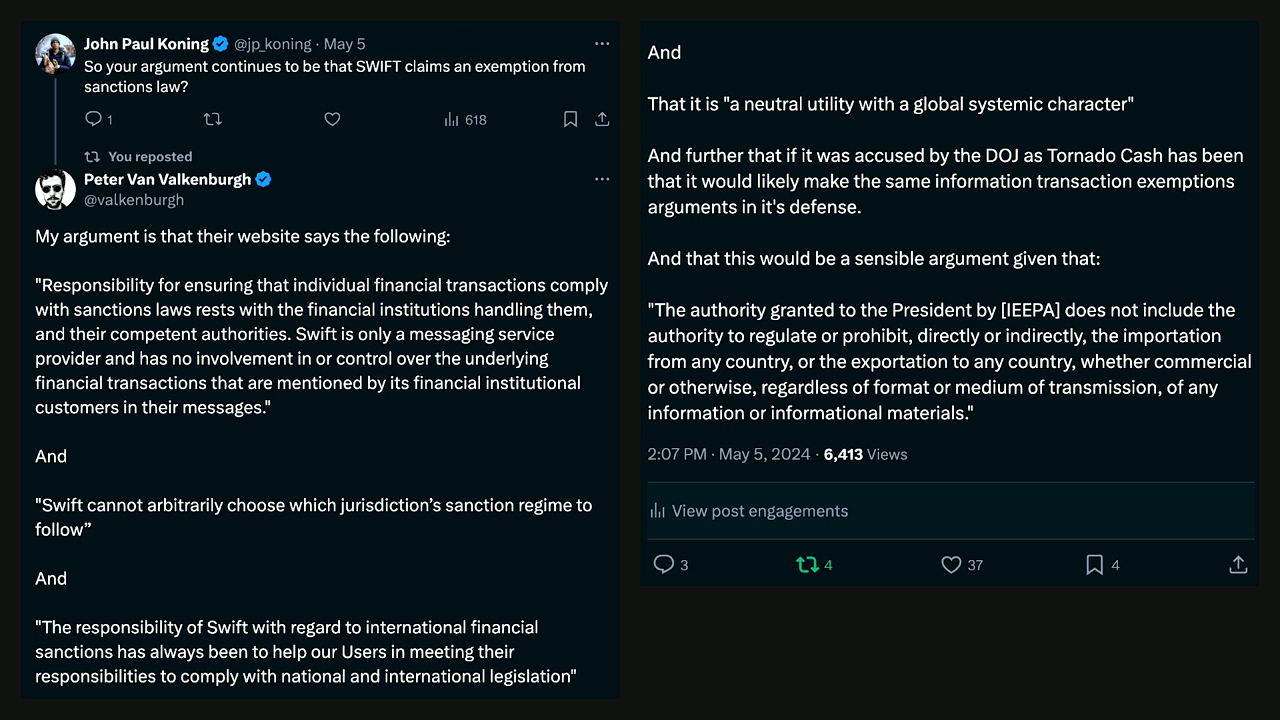 John Paul Koning @jp_koning · May 5
So your argument continues to be that SWIFT claims an exemption from
sanctions law?
1
618
You reposted
Peter Van Valkenburgh
@valkenburgh
My argument is that their website says the following:
"Responsibility for ensuring that individual financial transactions comply
with sanctions laws rests with the financial institutions handling them,
and their competent authorities. Swift is only a messaging service
provider and has no involvement in or control over the underlying
financial transactions that are mentioned by its financial institutional
customers in their messages."
And
"Swift cannot arbitrarily choose which jurisdiction’s sanction regime to
follow”
And
"The responsibility of Swift with regard to international financial
sanctions has always been to help our Users in meeting their
responsibilities to comply with national and international legislation"
And
That it is "a neutral utility with a global systemic character"
And further that if it was accused by the DOJ as Tornado Cash has been
that it would likely make the same information transaction exemptions
arguments in it's defense.
And that this would be a sensible argument given that:
"The authority granted to the President by [IEEPA] does not include the
authority to regulate or prohibit, directly or indirectly, the importation
from any country, or the exportation to any country, whether commercial
or otherwise, regardless of format or medium of transmission, of any
information or informational materials."
2:07 PM · May 5, 2024 · 6,413 Views
View post engagements
3
4
37
4